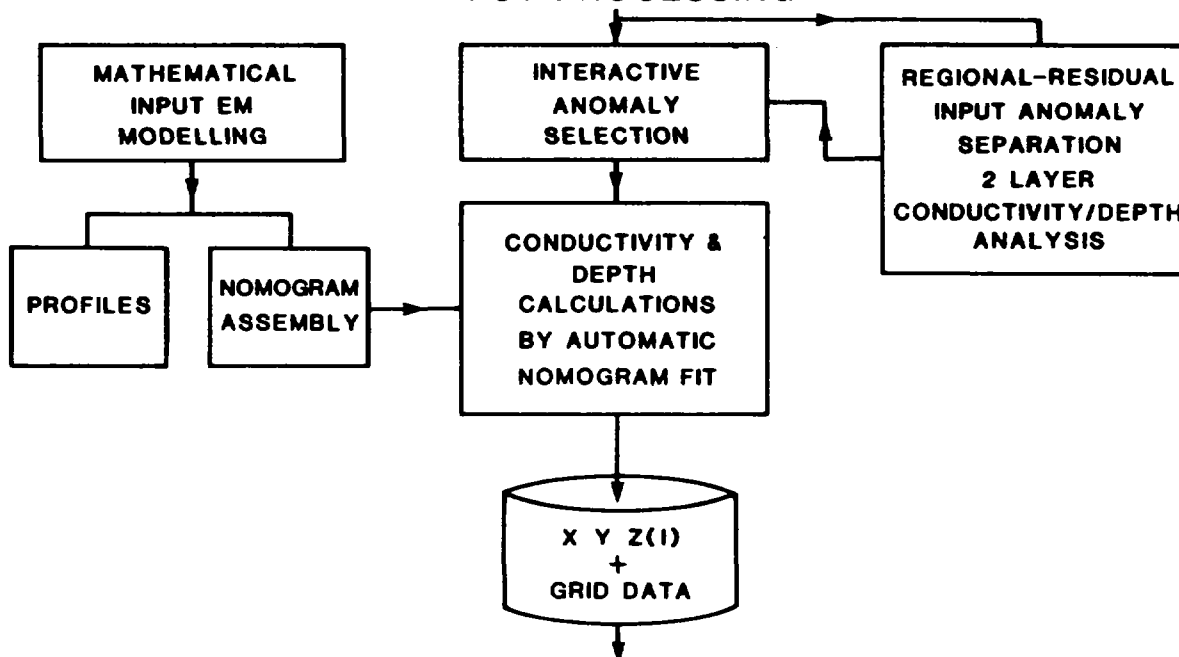 MATHEMATICAL
INPUT EM
MODELLING
INTERACTIVE
ANOMALY
SELECTION
REGIONAL-RESIDUAL
INPUT ANOMALY
SEPARATION
2 LAYER
CONDUCTIVITY/DEPTH
ANALYSIS
PROFILES
NOMOGRAM
ASSEMBLY
CONDUCTIVITY &
DEPTH
CALCULATIONS
BY AUTOMATIC
NOMOGRAM FIT
X Y Z(I)
+
GRID DATA